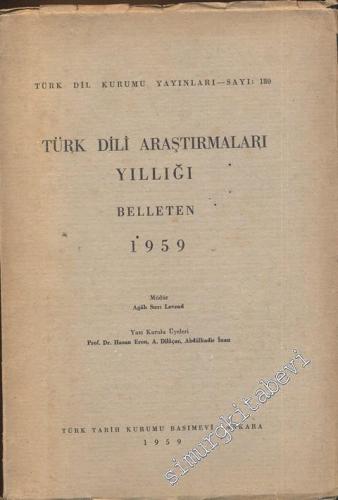 TÜRK DİL KURUMU YAYINLARI—SAYI: 180
TÜRK DİLİ ARAŞTIRMALARI
YILLIĞI
BELLETEN
1959
Müdür
Agâh Sırrı Levend
Yazı Kurulu Üyeleri
Prof. Dr. Hasan Eren, A. Dilâçar, Abdülkadir İnan
TÜRK TARİH KURUMU BASIMEVİ ANKARA
1959
simurgkitabevi